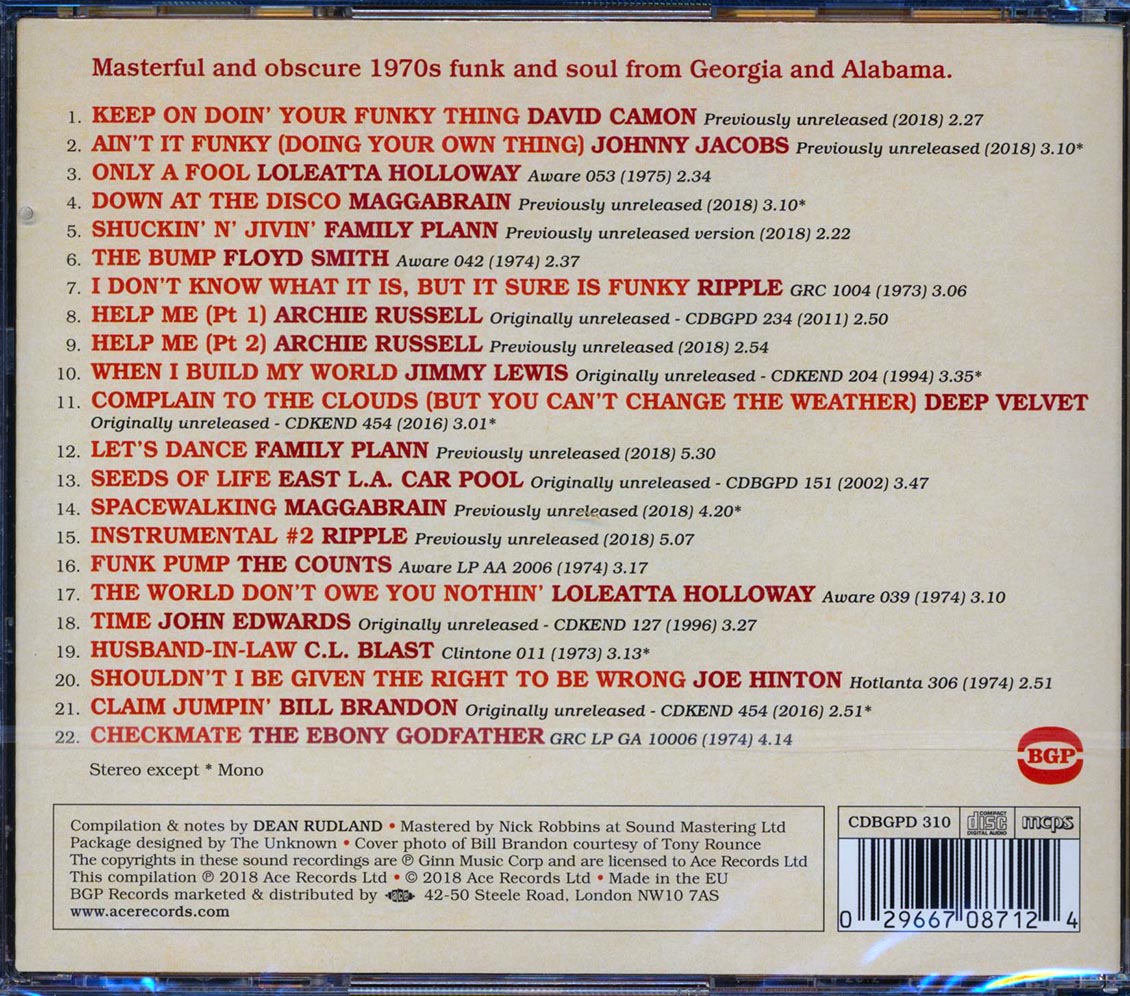 Masterful and obscure 1970s funk and soul from Georgia and Alabama.
1. KEEP ON DOIN' YOUR FUNKY THING DAVID CAMON Previously unreleased (2018) 2.27
2. AIN'T IT FUNKY (DOING YOUR OWN THING) JOHNNY JACOBS Previously unreleased (2018) 3.10*
3. ONLY A FOOL LOLEATTA HOLLOWAY Aware 053 (1975) 2.34
4. DOWN AT THE DISCO MAGGABRAIN Previously unreleased (2018) 3.10*
5. SHUCKIN' N' JIVIN' FAMILY PLANN Previously unreleased version (2018) 2.22
6. THE BUMP FLOYD SMITH Aware 042 (1974) 2.37
7. I DON'T KNOW WHAT IT IS, BUT IT SURE IS FUNKY RIPPLE GRC 1004 (1973) 3.06
8. HELP ME (Pt 1) ARCHIE RUSSELL Originally unreleased - CDBGPD 234 (2011) 2.50
9. HELP ME (Pt 2) ARCHIE RUSSELL Previously unreleased (2018) 2.54
10. WHEN I BUILD MY WORLD JIMMY LEWIS Originally unreleased - CDKEND 204 (1994) 3.35*
11. COMPLAIN TO THE CLOUDS (BUT YOU CAN'T CHANGE THE WEATHER) DEEP VELVET
Originally unreleased - CDKEND 454 (2016) 3.01*
12. LET'S DANCE FAMILY PLANN Previously unreleased (2018) 5.30
13. SEEDS OF LIFE EAST L.A. CAR POOL Originally unreleased - CDBGPD 151 (2002) 3.47
14. SPACEWALKING MAGGABRAIN Previously unreleased (2018) 4.20*
15. INSTRUMENTAL #2 RIPPLE Previously unreleased (2018) 5.07
16. FUNK PUMP THE COUNTS Aware LP AA 2006 (1974) 3.17
17. THE WORLD DON'T OWE YOU NOTHIN' LOLEATTA HOLLOWAY Aware 039 (1974) 3.10
18. TIME JOHN EDWARDS Originally unreleased - CDKEND 127 (1996) 3.27
19. HUSBAND-IN-LAW C.L. BLAST Clintone 011 (1973) 3.13*
20. SHOULDN'T I BE GIVEN THE RIGHT TO BE WRONG JOE HINTON Hotlanta 306 (1974) 2.51
21. CLAIM JUMPIN' BILL BRANDON Originally unreleased - CDKEND 454 (2016) 2.51*
22. CHECKMATE THE EBONY GODFATHER GRC LP GA 10006 (1974) 4.14
BGP
Stereo except * Mono
Compilation & notes by DEAN RUDLAND • Mastered by Nick Robbins at Sound Mastering Ltd
Package designed by The Unknown • Cover photo of Bill Brandon courtesy of Tony Rounce
The copyrights in these sound recordings are ℗ Ginn Music Corp and are licensed to Ace Records Ltd
This compilation ℗ 2018 Ace Records Ltd • © 2018 Ace Records Ltd • Made in the EU
BGP Records marketed & distributed by ace 42-50 Steele Road, London NW10 7AS
www.acerecords.com
CDBGPD 310
COMPACT disc DIGITAL AUDIO
mcps
0 29667 08712 4